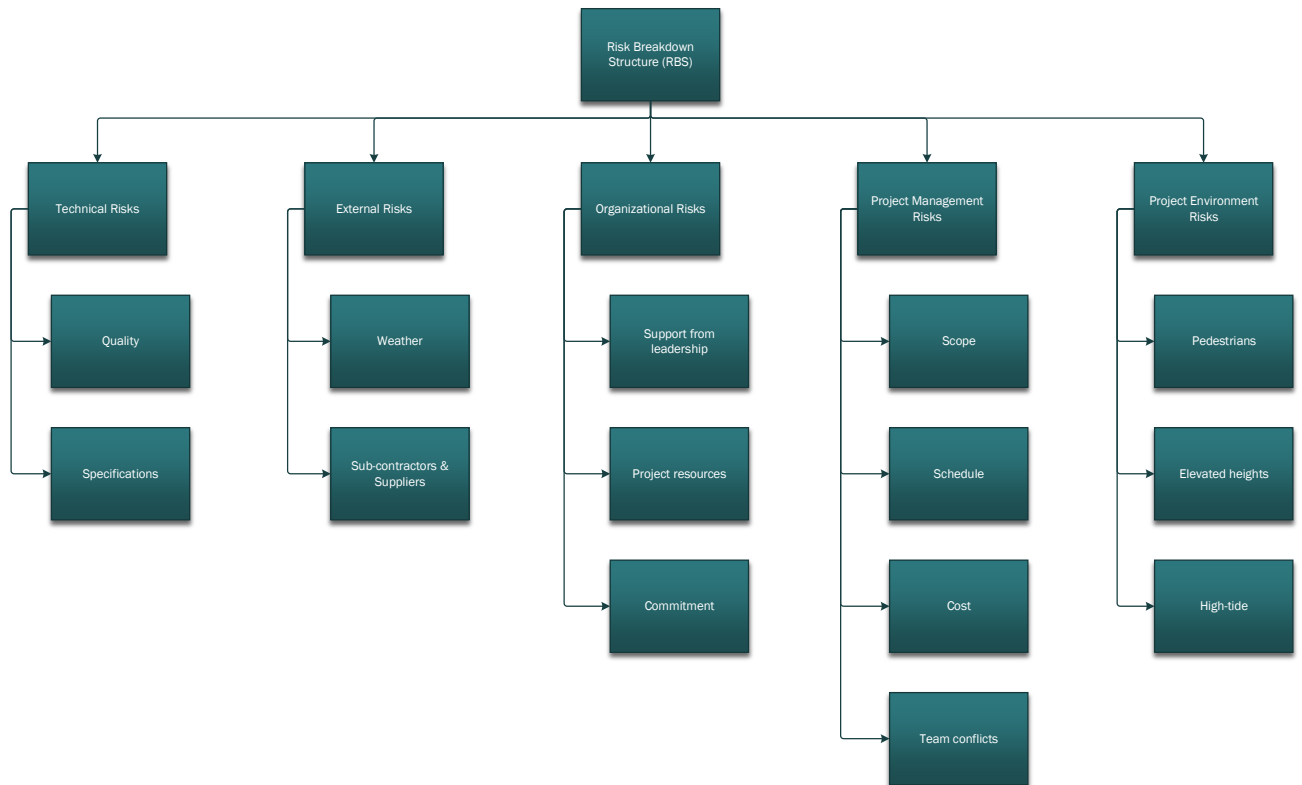 Risk Breakdown
Structure (RBS)
Technical Risks
External Risks
Organizational Risks
Project Management
Risks
Project Environment
Risks
Quality
Weather
Support from
leadership
Scope
Pedestrians
Specifications
Sub-contractors &
Suppliers
Project resources
Schedule
Elevated heights
Commitment
Cost
High-tide
Team conflicts